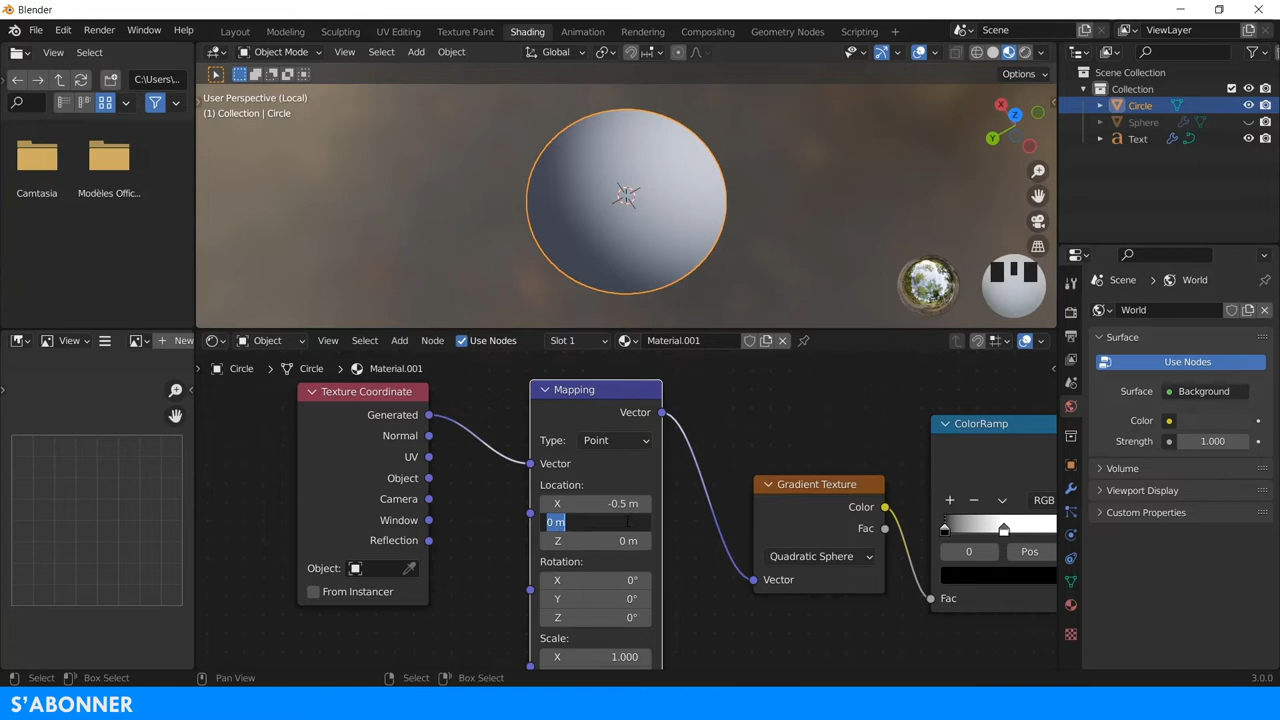 Blender
File Edit Render Window Help
Layout Modeling Sculpting UV Editing Texture Paint Shading Animation Rendering Compositing Geometry Nodes Scripting +
Scene
ViewLayer
View Select
Object Mode View Select Add Object
Global
C:\Users\...
Options
User Perspective (Local)
(1) Collection | Circle
X
Y
Z
Camtasia
Modèles Offic...
Scene Collection
Collection
Circle
Sphere
Text
Scene > World
World
Surface
Use Nodes
Surface Background
Color
Strength 1.000
Volume
Viewport Display
Custom Properties
View
New
Object View Select Add Node Use Nodes Slot 1 Material.001
Circle > Circle > Material.001
Texture Coordinate
Generated
Normal
UV
Object
Camera
Window
Reflection
Object:
From Instancer
Mapping
Vector
Type: Point
Vector
Location:
X -0.5 m
0 m
Z 0 m
Rotation:
X 0°
Y 0°
Z 0°
Scale:
X 1.000
Gradient Texture
Color
Fac
Quadratic Sphere
Vector
ColorRamp
RGB
0 Pos
Fac
Select Box Select Pan View Select Box Select 3.0.0
S'ABONNER